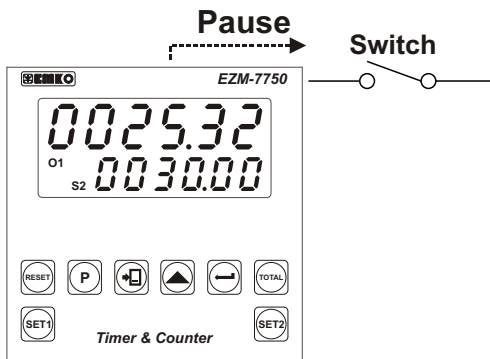 Pause
Switch
EMKO
EZM-7750
0025.32
O1
S2 0030.00
RESET P TOTAL
SET1 SET2
Timer & Counter